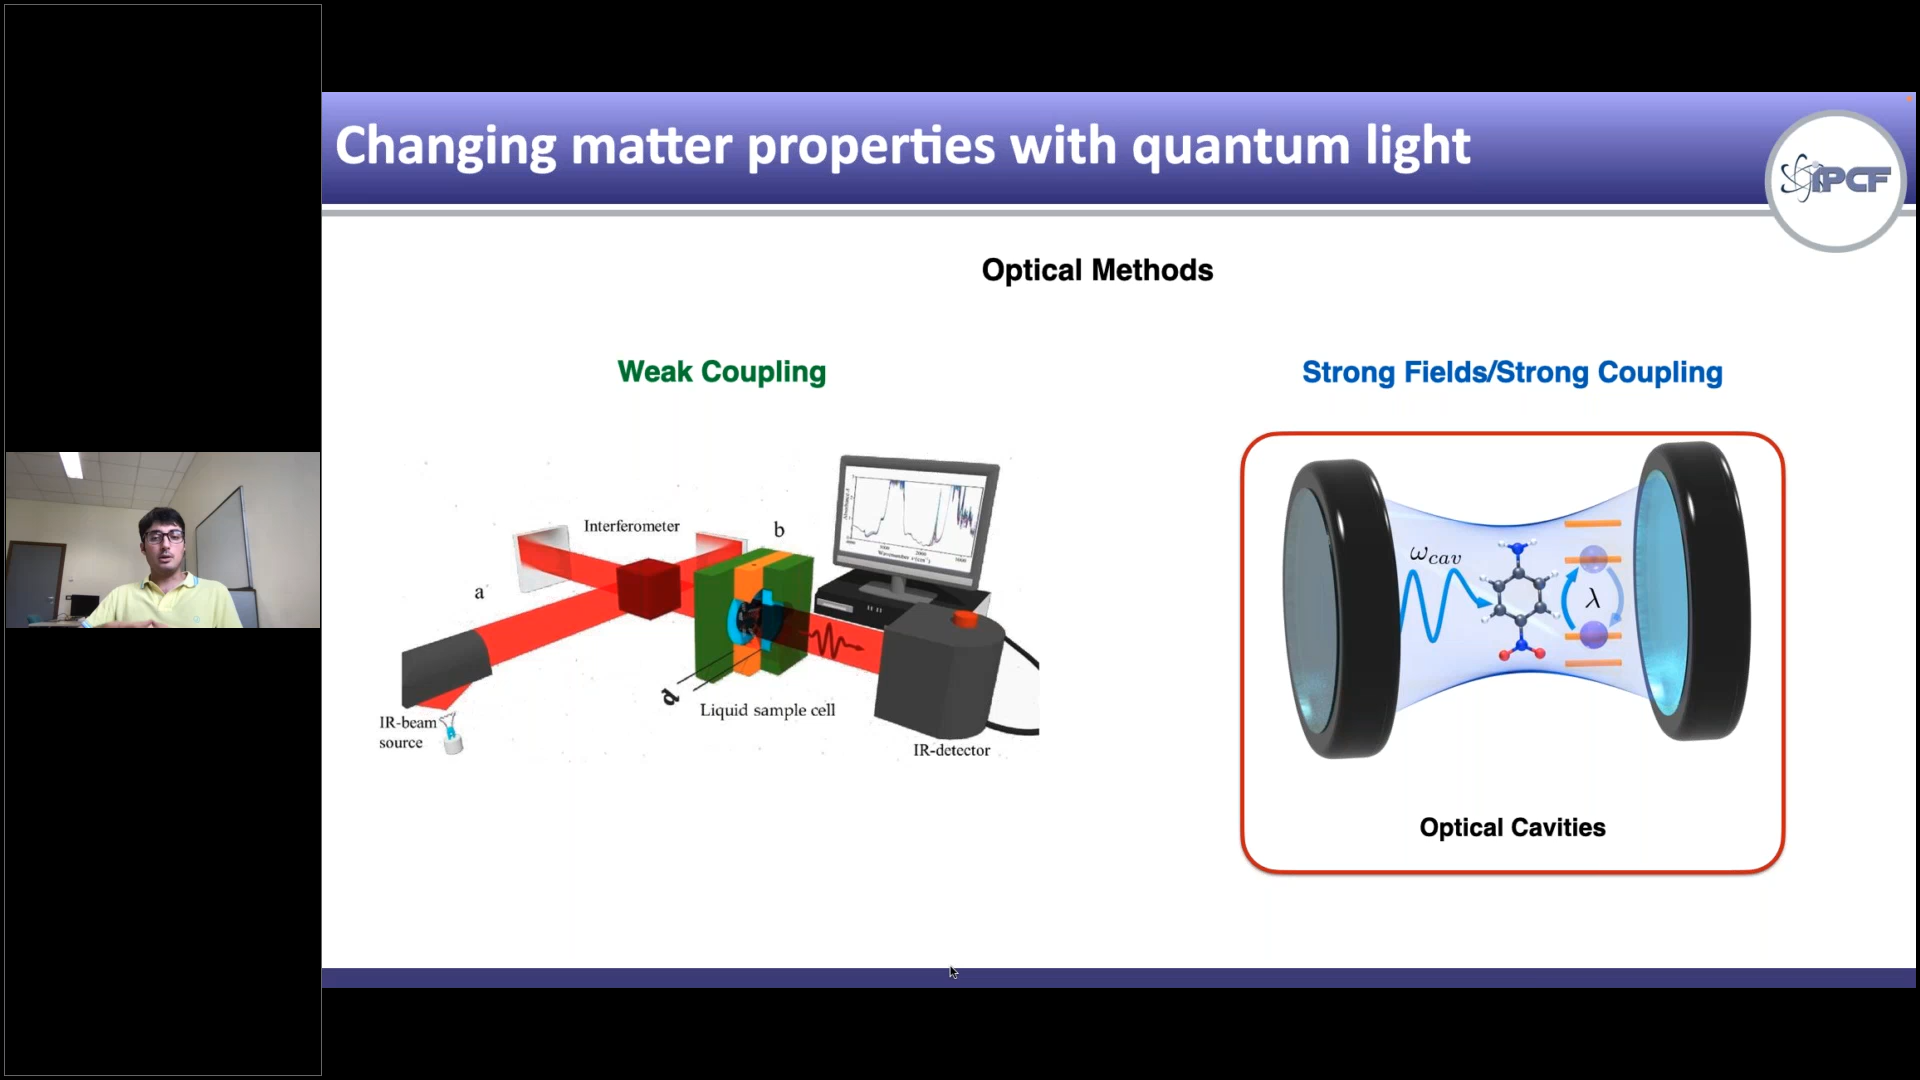 Changing matter properties with quantum light
IPCF
Optical Methods
Weak Coupling
Strong Fields/Strong Coupling
Interferometer
b
a
d
Liquid sample cell
IR-beam
source
IR-detector
ω_cav
λ
Optical Cavities